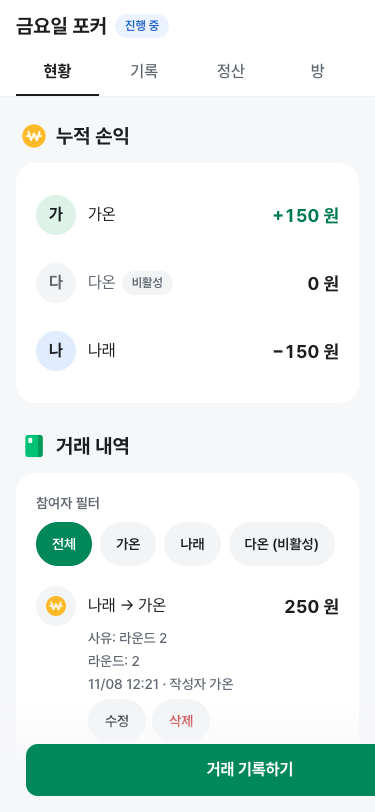 금요일 포커 진행 중
현황 기록 정산 방
누적 손익
가 가온 +150 원
다 다온 비활성 0 원
나 나래 −150 원
거래 내역
참여자 필터
전체 가온 나래 다온 (비활성)
나래 → 가온 250 원
사유: 라운드 2
라운드: 2
11/08 12:21 · 작성자 가온
수정 삭제
거래 기록하기